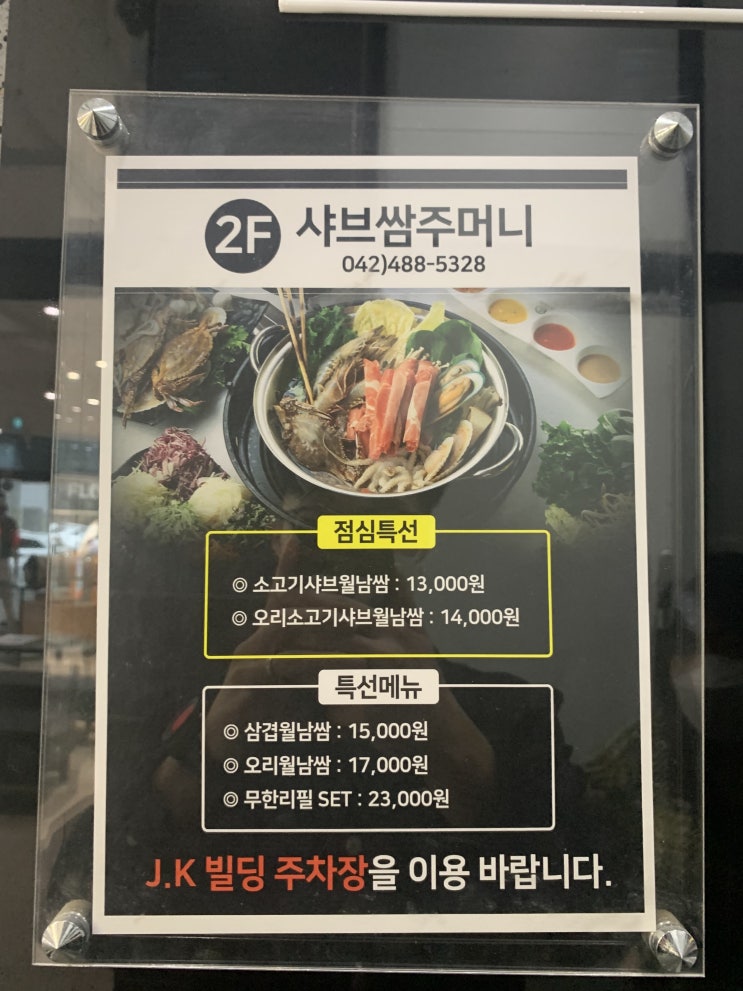 2F 샤브쌈주머니
042)488-5328
점심특선
◎ 소고기샤브월남쌈 : 13,000원
◎ 오리소고기샤브월남쌈 : 14,000원
특선메뉴
◎ 삼겹월남쌈 : 15,000원
◎ 오리월남쌈 : 17,000원
◎ 무한리필 SET : 23,000원
J.K 빌딩 주차장을 이용 바랍니다.